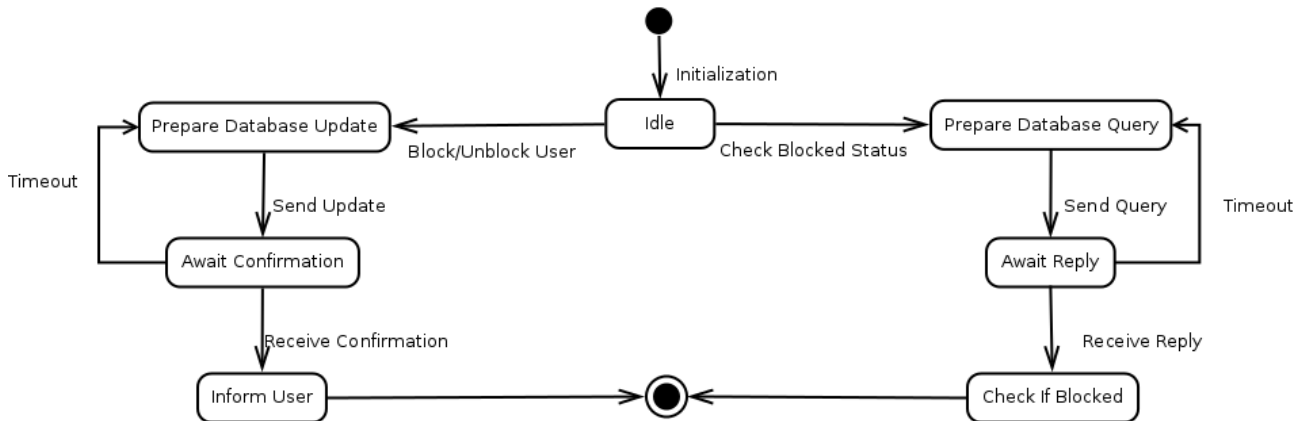 Initialization
Prepare Database Update
Idle
Prepare Database Query
Block/Unblock User
Check Blocked Status
Timeout
Send Update
Send Query
Timeout
Await Confirmation
Await Reply
Receive Confirmation
Receive Reply
Inform User
Check If Blocked